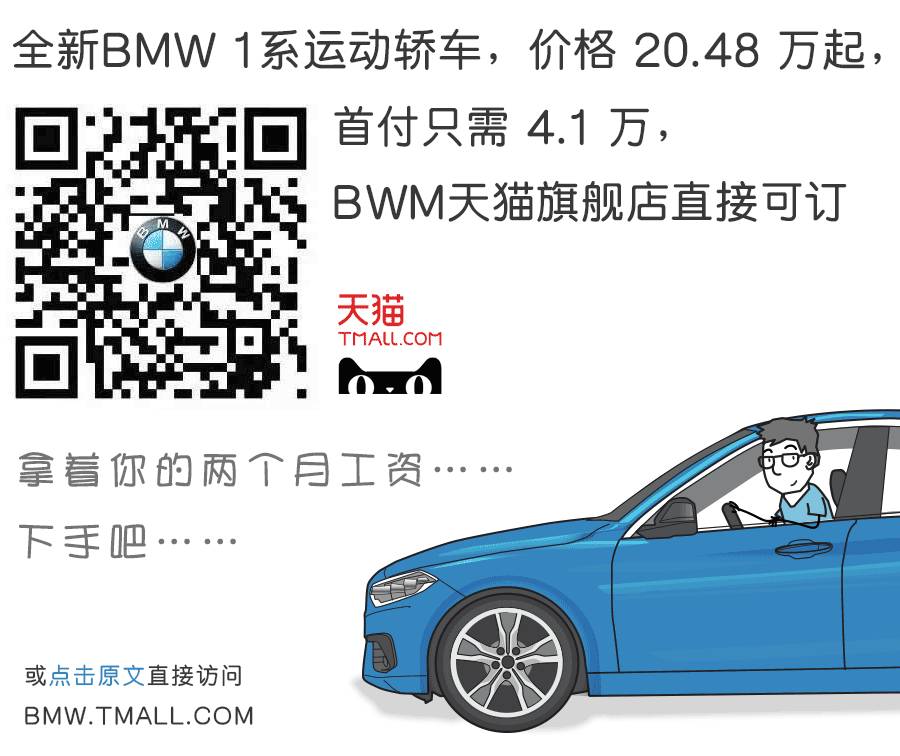 全新BMW 1系运动轿车，价格 20.48 万起，
首付只需 4.1 万，
BWM天猫旗舰店直接可订
BMW
天猫
TMALL.COM
拿着你的两个月工资……
下手吧……
或点击原文直接访问
BMW.TMALL.COM